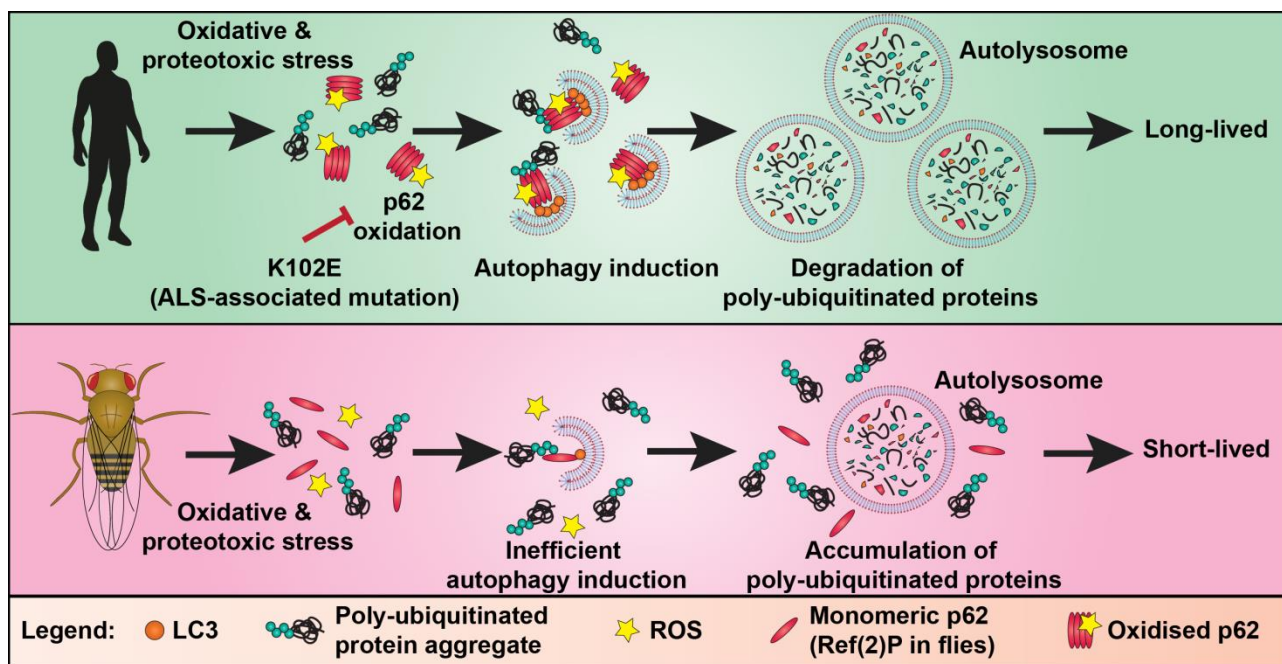 Oxidative &
proteotoxic stress
p62
oxidation
K102E
(ALS-associated mutation)
Autophagy induction
Autolysosome
Degradation of
poly-ubiquitinated proteins
Long-lived
Oxidative &
proteotoxic stress
Inefficient
autophagy induction
Autolysosome
Accumulation of
poly-ubiquitinated proteins
Short-lived
Legend:
LC3
Poly-ubiquitinated
protein aggregate
ROS
Monomeric p62
(Ref(2)P in flies)
Oxidised p62